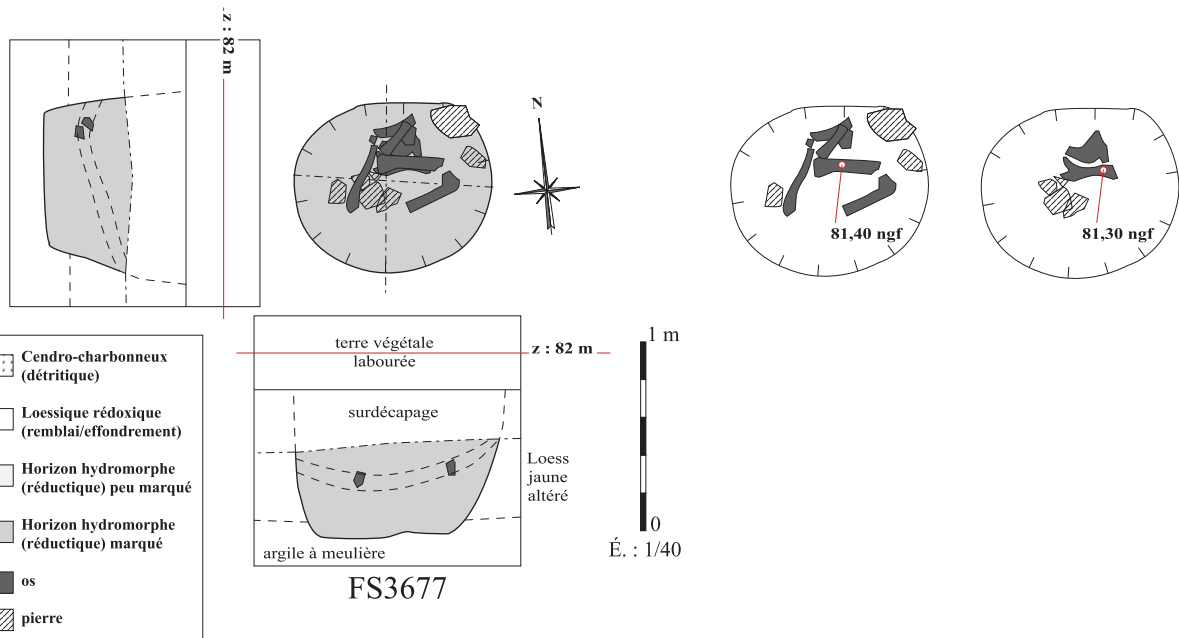 z : 82 m
N
81,40 ngf
81,30 ngf
Cendro-charbonneux
(détritique)
Loessique rédoxique
(remblai/effondrement)
Horizon hydromorphe
(réductique) peu marqué
Horizon hydromorphe
(réductique) marqué
os
pierre
terre végétale
labourée
z : 82 m
surdécapage
Loess
jaune
altéré
argile à meulière
FS3677
1 m
0
É. : 1/40